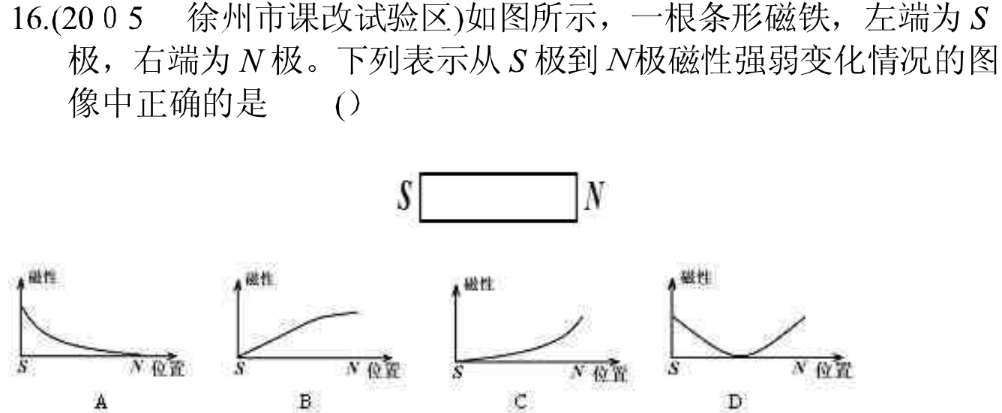 16.(2005 徐州市课改试验区)如图所示，一根条形磁铁，左端为 S
极，右端为 N 极。下列表示从 S 极到 N极磁性强弱变化情况的图
像中正确的是 ()
S N
磁性 磁性 磁性 磁性
S N 位置 S N 位置 S N 位置 S N 位置
A B C D